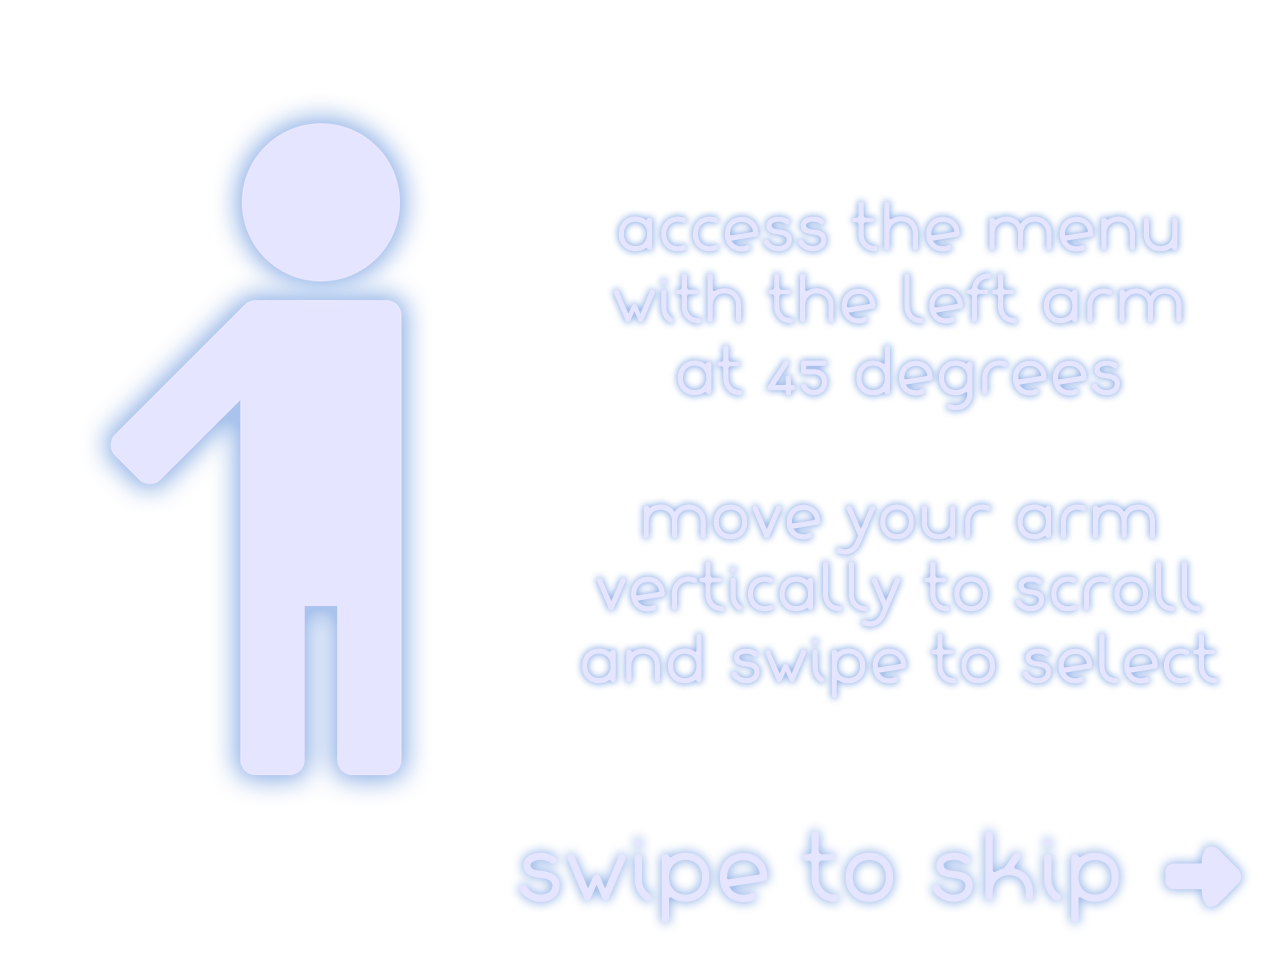 access the menu
with the left arm
at 45 degrees
move your arm
vertically to scroll
and swipe to select
swipe to skip